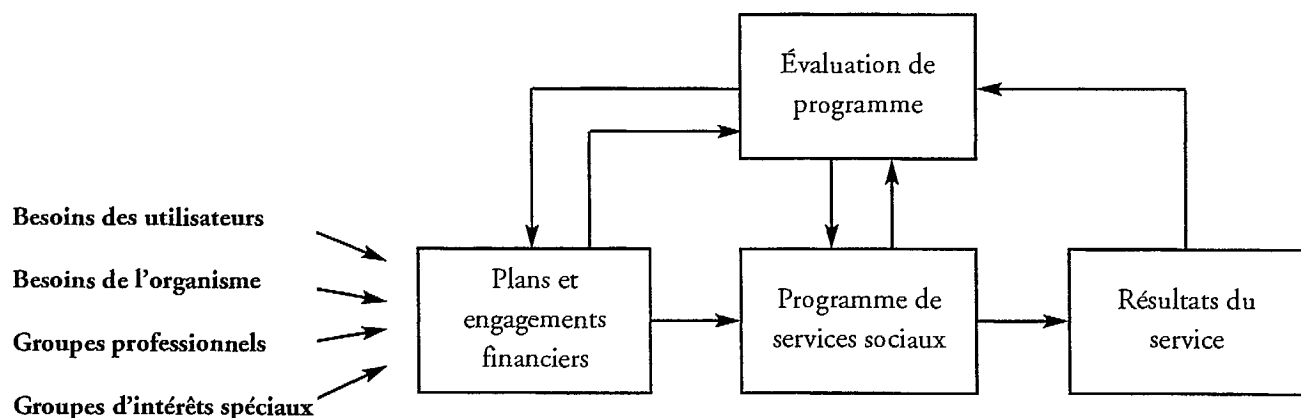 Évaluation de
programme
Besoins des utilisateurs
Besoins de l'organisme
Groupes professionnels
Groupes d'intérêts spéciaux
Plans et
engagements
financiers
Programme de
services sociaux
Résultats du
service